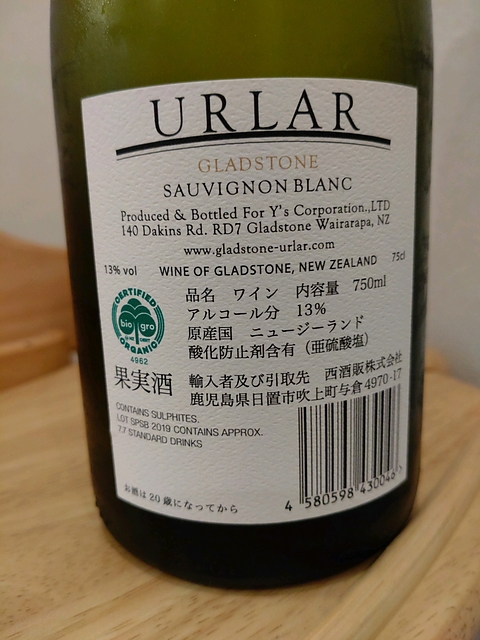 URLAR
GLADSTONE
SAUVIGNON BLANC
Produced & Bottled For Y's Corporation.,LTD
140 Dakins Rd. RD7 Gladstone Wairarapa, NZ
www.gladstone-urlar.com
13% vol WINE OF GLADSTONE, NEW ZEALAND 75cl
品名 ワイン 内容量 750ml
アルコール分 13%
原産国 ニュージーランド
酸化防止剤含有（亜硫酸塩）
CERTIFIED
bio gro
ORGANIC
4962
果実酒
輸入者及び引取先 西酒販株式会社
鹿児島県日置市吹上町与倉4970-17
CONTAINS SULPHITES.
LOT SPSB 2019 CONTAINS APPROX.
7.7 STANDARD DRINKS
お酒は20歳になってから
4 580598 430046